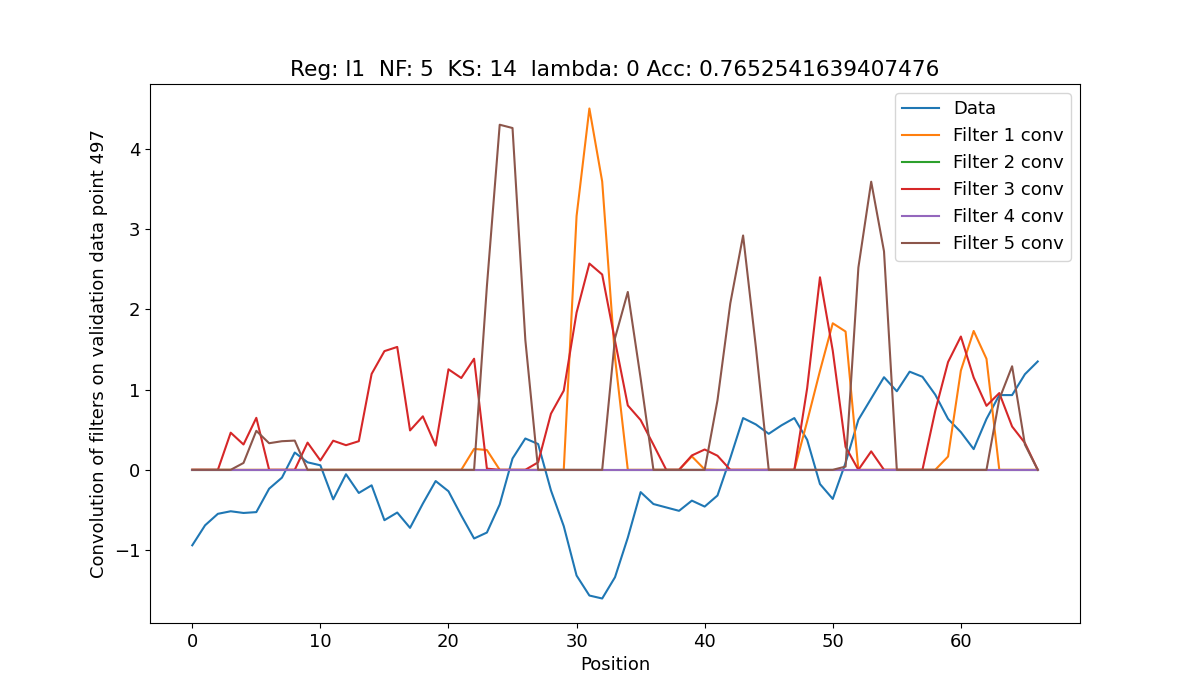 Reg: l1  NF: 5  KS: 14  lambda: 0 Acc: 0.7652541639407476
Convolution of filters on validation data point 497
4
3
2
1
0
−1
0 10 20 30 40 50 60
Position
Data
Filter 1 conv
Filter 2 conv
Filter 3 conv
Filter 4 conv
Filter 5 conv